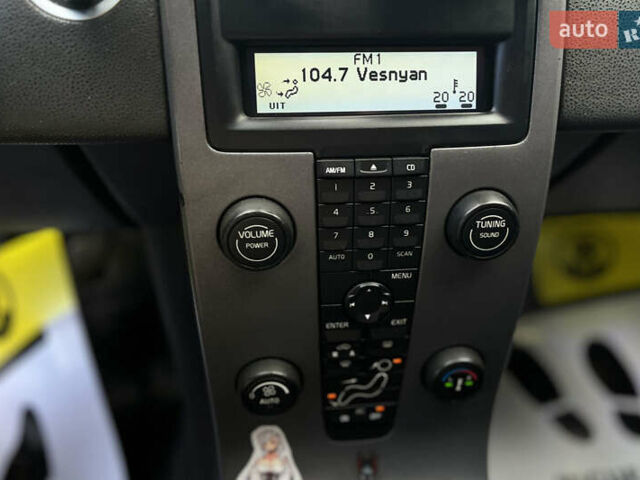 auto
R
FM1
104.7 Vesnyan
UIT
20 20
AM/FM
CD
1 2 3
4 5 6
7 8 9
AUTO 0 SCAN
MENU
ENTER EXIT
VOLUME
POWER
TUNING
SOUND
AUTO